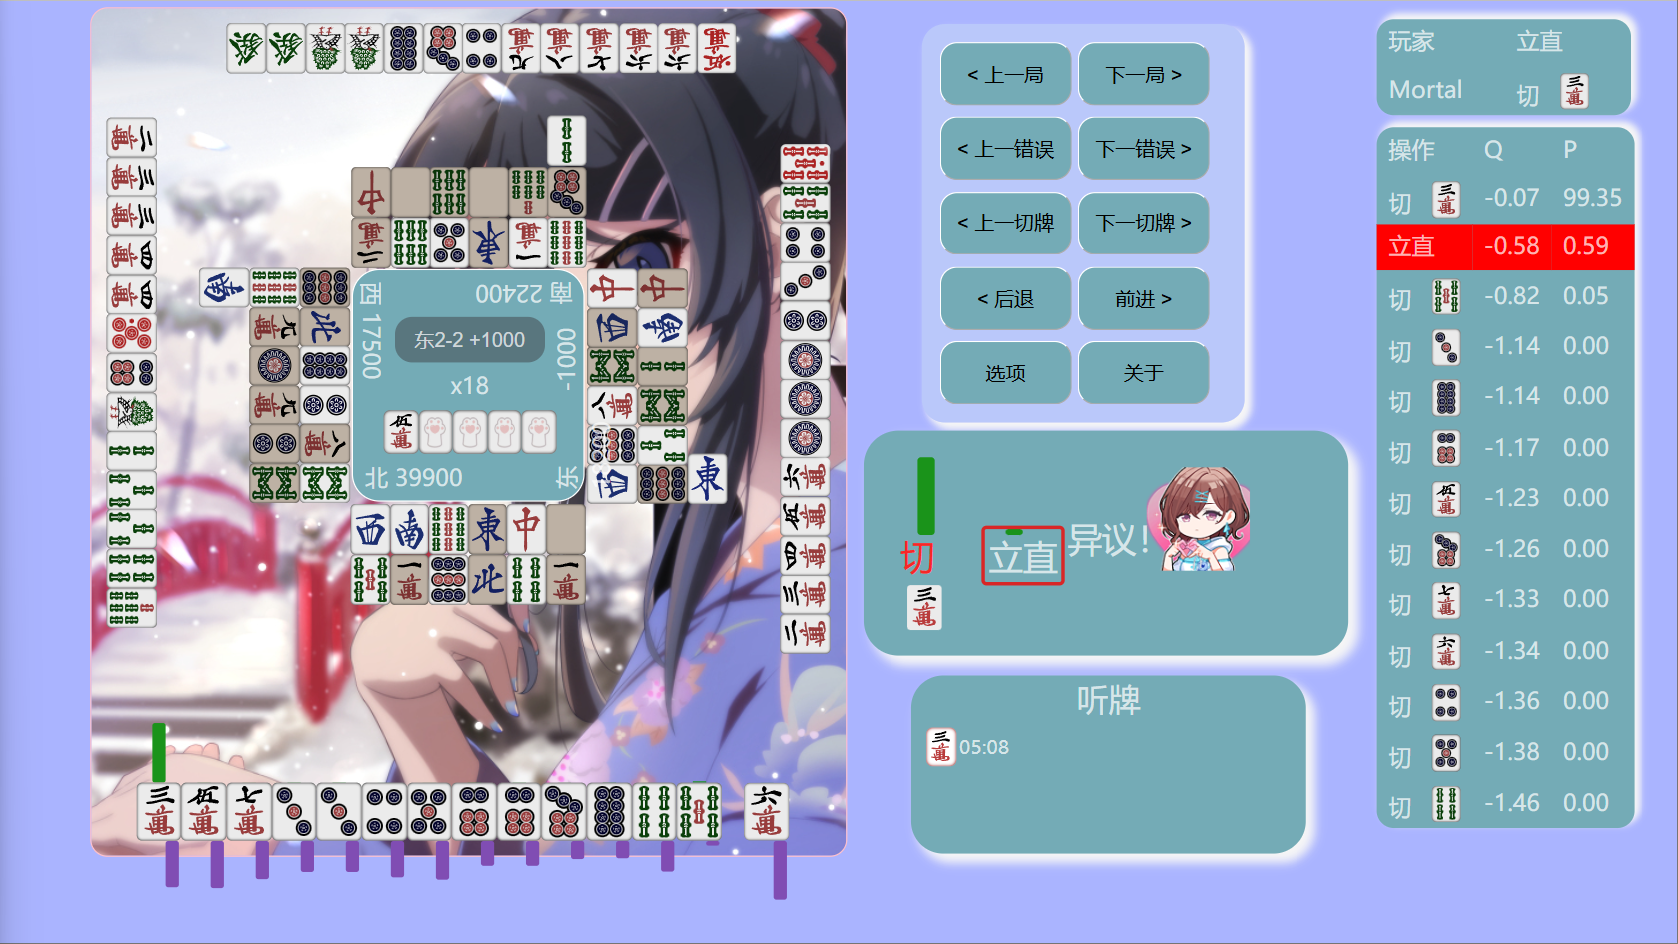 < 上一局
下一局 >
< 上一错误
下一错误 >
< 上一切牌
下一切牌 >
< 后退
前进 >
选项
关于
西 17500
南 22400
东2-2 +1000
x18
-1000
北 39900
东
切
立直
异议!
听牌
05:08
玩家 立直
Mortal 切
操作 Q P
切 -0.07 99.35
立直 -0.58 0.59
切 -0.82 0.05
切 -1.14 0.00
切 -1.14 0.00
切 -1.17 0.00
切 -1.23 0.00
切 -1.26 0.00
切 -1.33 0.00
切 -1.34 0.00
切 -1.36 0.00
切 -1.38 0.00
切 -1.46 0.00